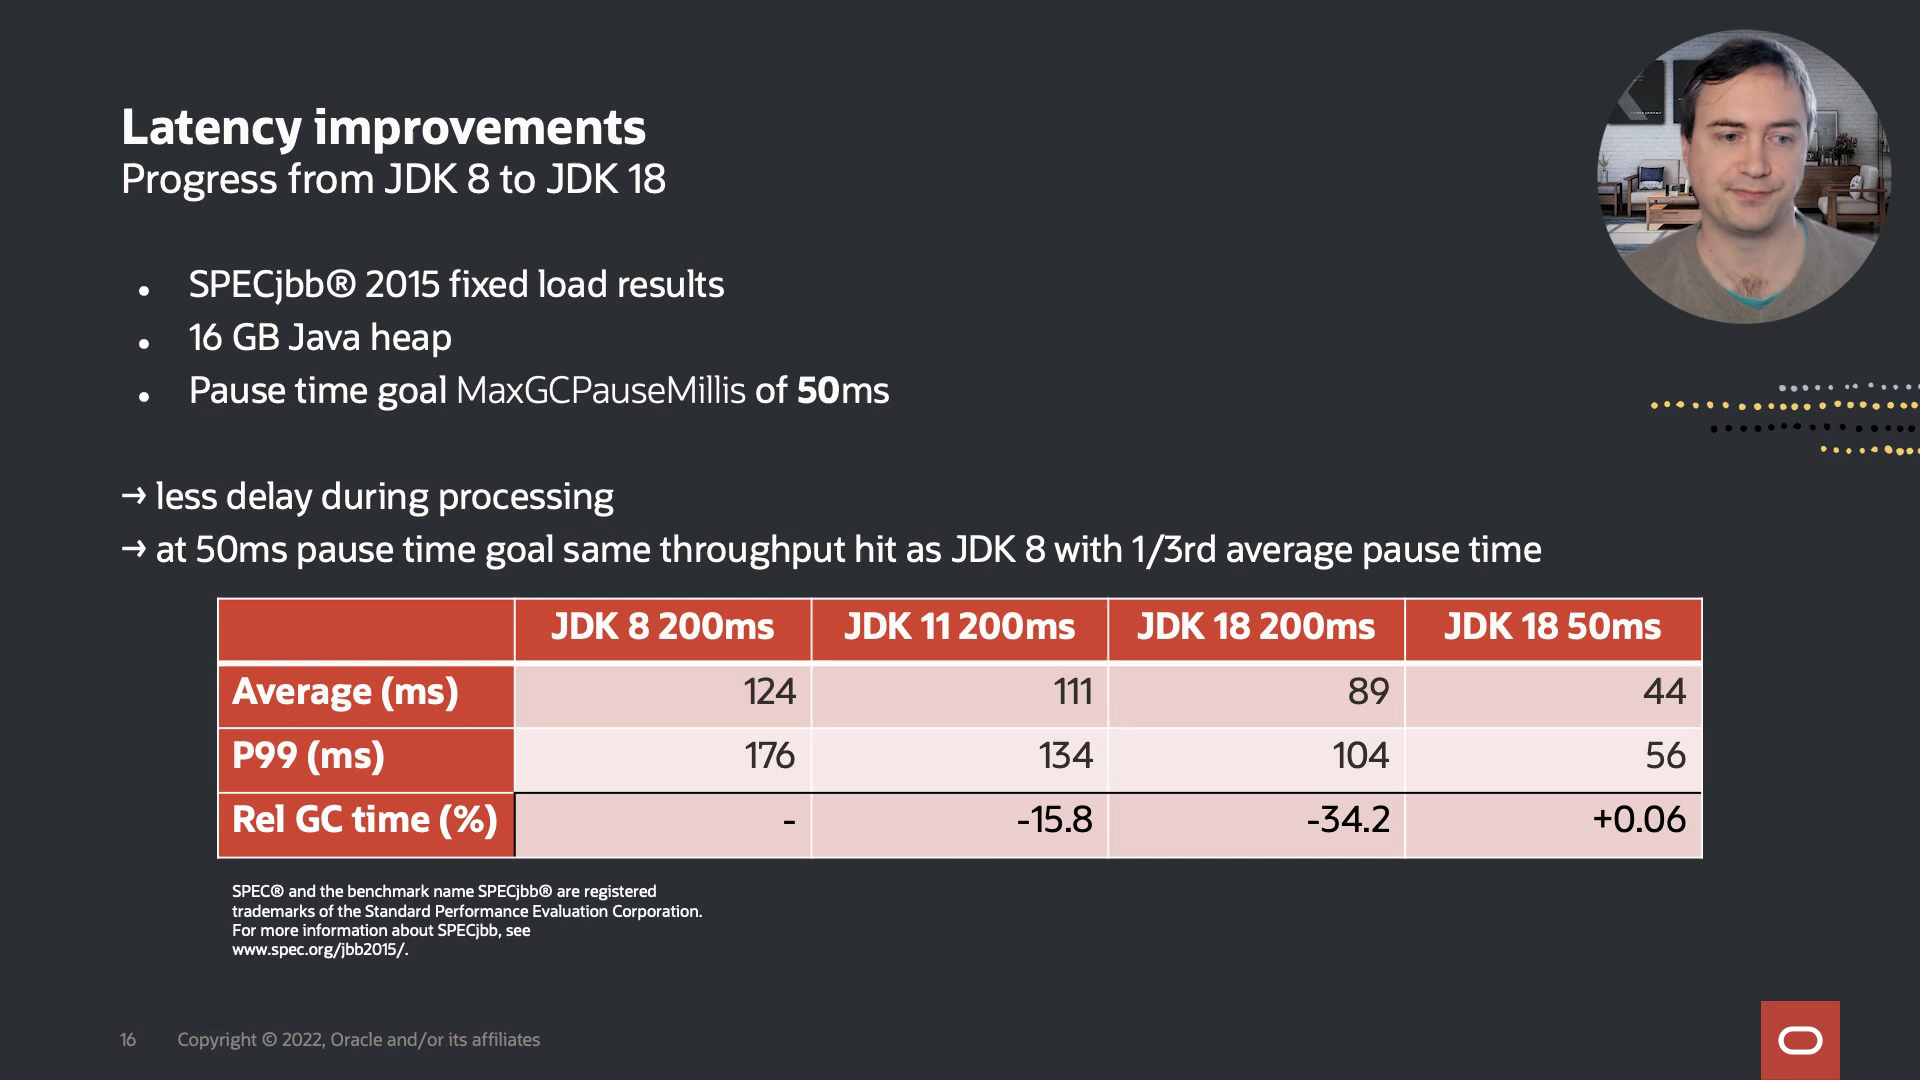 Latency improvements
Progress from JDK 8 to JDK 18
• SPECjbb® 2015 fixed load results
• 16 GB Java heap
• Pause time goal MaxGCPauseMillis of 50ms
→ less delay during processing
→ at 50ms pause time goal same throughput hit as JDK 8 with 1/3rd average pause time
JDK 8 200ms JDK 11 200ms JDK 18 200ms JDK 18 50ms
Average (ms) 124 111 89 44
P99 (ms) 176 134 104 56
Rel GC time (%) - -15.8 -34.2 +0.06
SPEC® and the benchmark name SPECjbb® are registered
trademarks of the Standard Performance Evaluation Corporation.
For more information about SPECjbb, see
www.spec.org/jbb2015/.
16 Copyright © 2022, Oracle and/or its affiliates